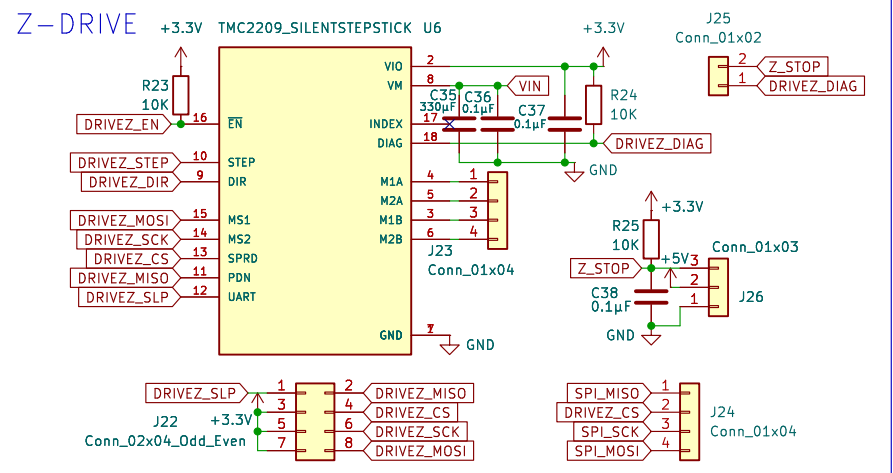 Z-DRIVE
+3.3V
TMC2209_SILENTSTEPSTICK U6
R23
10K
DRIVEZ_EN
DRIVEZ_STEP
DRIVEZ_DIR
DRIVEZ_MOSI
DRIVEZ_SCK
DRIVEZ_CS
DRIVEZ_MISO
DRIVEZ_SLP
16
10
9
15
14
13
11
12
EN
STEP
DIR
MS1
MS2
SPRD
PDN
UART
VIO
VM
INDEX
DIAG
M1A
M2A
M1B
M2B
GND
2
8
17
18
4
5
3
6
GND
C35
330µF
C36
0.1µF
C37
0.1µF
VIN
+3.3V
R24
10K
DRIVEZ_DIAG
GND
1
2
3
4
J23
Conn_01x04
J25
Conn_01x02
2
1
Z_STOP
DRIVEZ_DIAG
+3.3V
R25
10K
Z_STOP
+5V
C38
0.1µF
GND
Conn_01x03
3
2
1
J26
DRIVEZ_SLP
+3.3V
J22
Conn_02x04_Odd_Even
1
3
5
7
2
4
6
8
DRIVEZ_MISO
DRIVEZ_CS
DRIVEZ_SCK
DRIVEZ_MOSI
SPI_MISO
DRIVEZ_CS
SPI_SCK
SPI_MOSI
1
2
3
4
J24
Conn_01x04